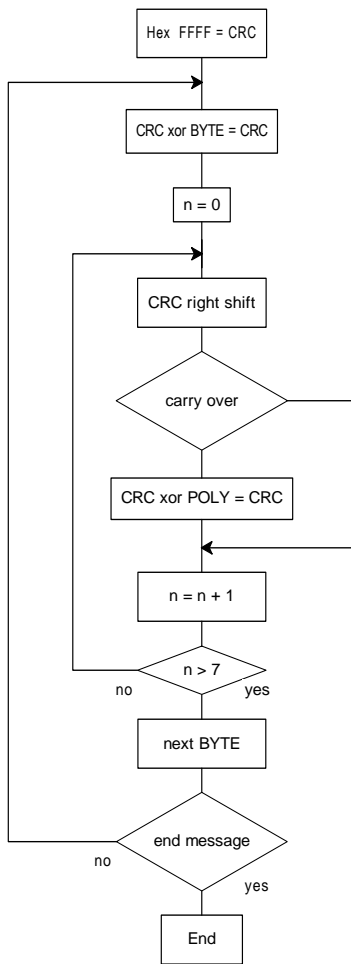 Hex FFFF = CRC
CRC xor BYTE = CRC
n = 0
CRC right shift
carry over
CRC xor POLY = CRC
n = n + 1
n > 7
no
yes
next BYTE
end message
no
yes
End